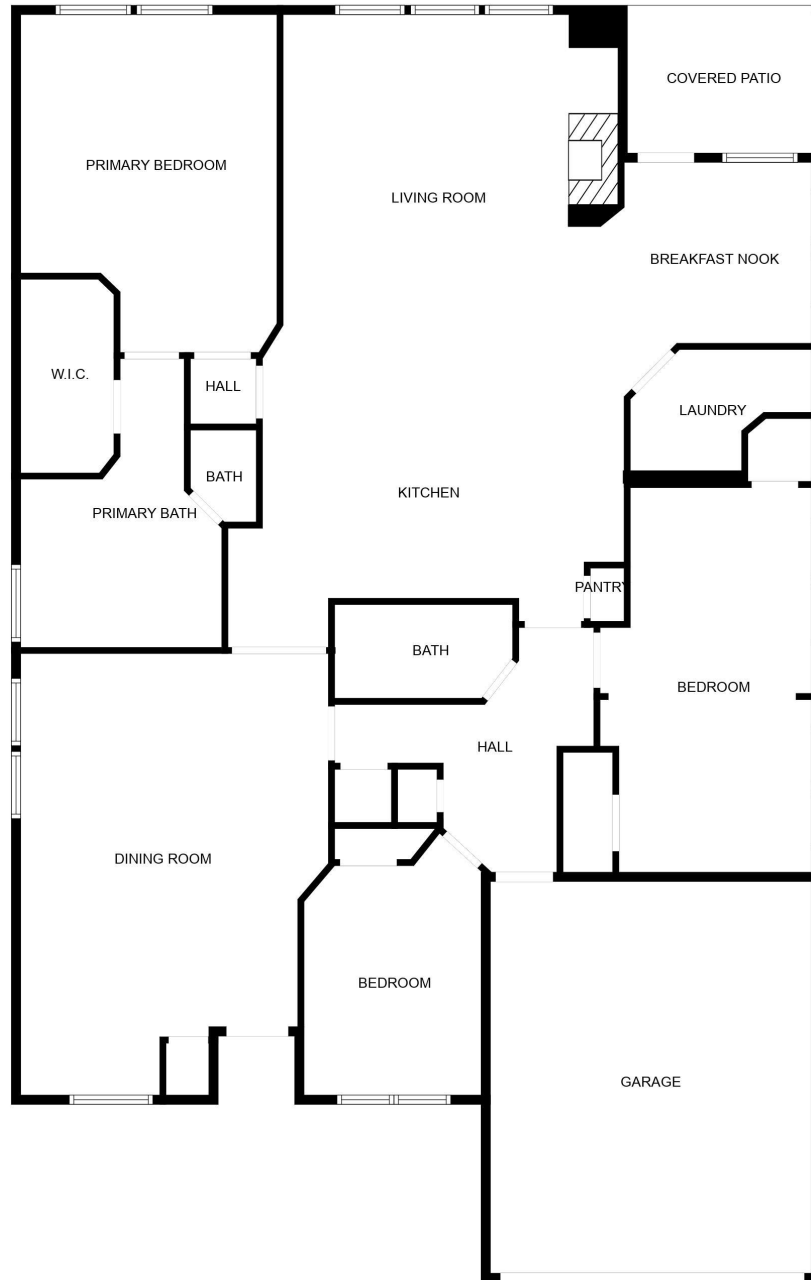 COVERED PATIO
PRIMARY BEDROOM
LIVING ROOM
BREAKFAST NOOK
W.I.C.
HALL
LAUNDRY
BATH
KITCHEN
PRIMARY BATH
PANTRY
BATH
BEDROOM
HALL
DINING ROOM
BEDROOM
GARAGE